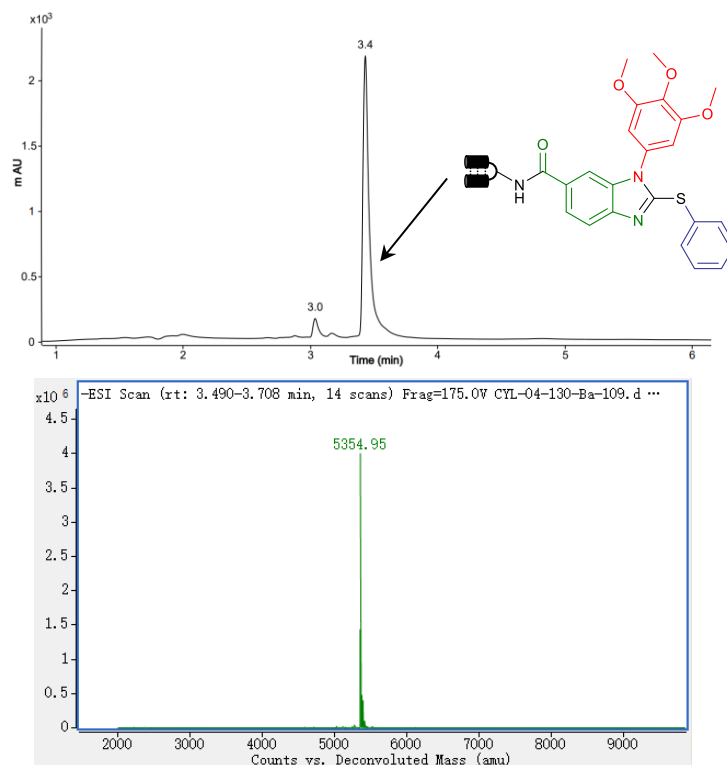 x10³
3.4
2
1.5
1
0.5
0
m AU
3.0
1 2 3 4 5 6
Time (min)
O
O
O
O
N
H
N
S
N
x10 6
-ESI Scan (rt: 3.490-3.708 min, 14 scans) Frag=175.0V CYL-04-130-Ba-109.d ⋯
4.5
4
3.5
3
2.5
2
1.5
1
0.5
0
5354.95
2000 3000 4000 5000 6000 7000 8000 9000
Counts vs. Deconvoluted Mass (amu)